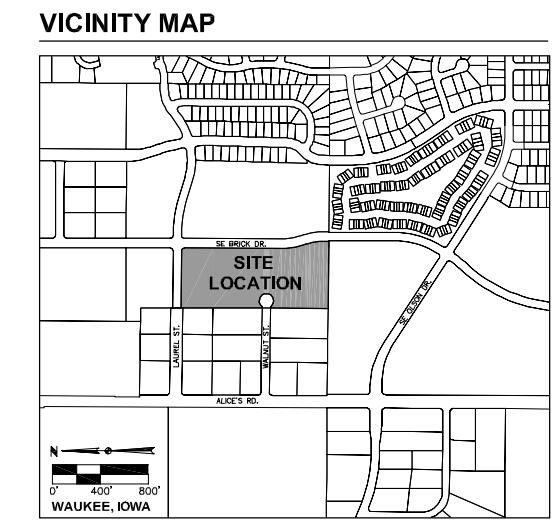 VICINITY MAP
SE BRICK DR.
SITE
LOCATION
LAUREL ST.
WALNUT ST.
SE OLSON DR.
ALICE'S RD.
N
0' 400' 800'
WAUKEE, IOWA